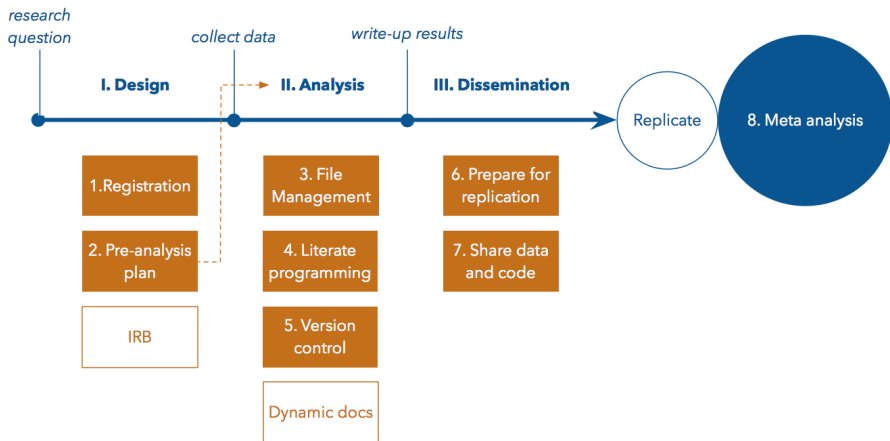 research
question
collect data
write-up results
I. Design
II. Analysis
III. Dissemination
Replicate
8. Meta analysis
1.Registration
3. File
Management
6. Prepare for
replication
2. Pre-analysis
plan
4. Literate
programming
7. Share data
and code
IRB
5. Version
control
Dynamic docs